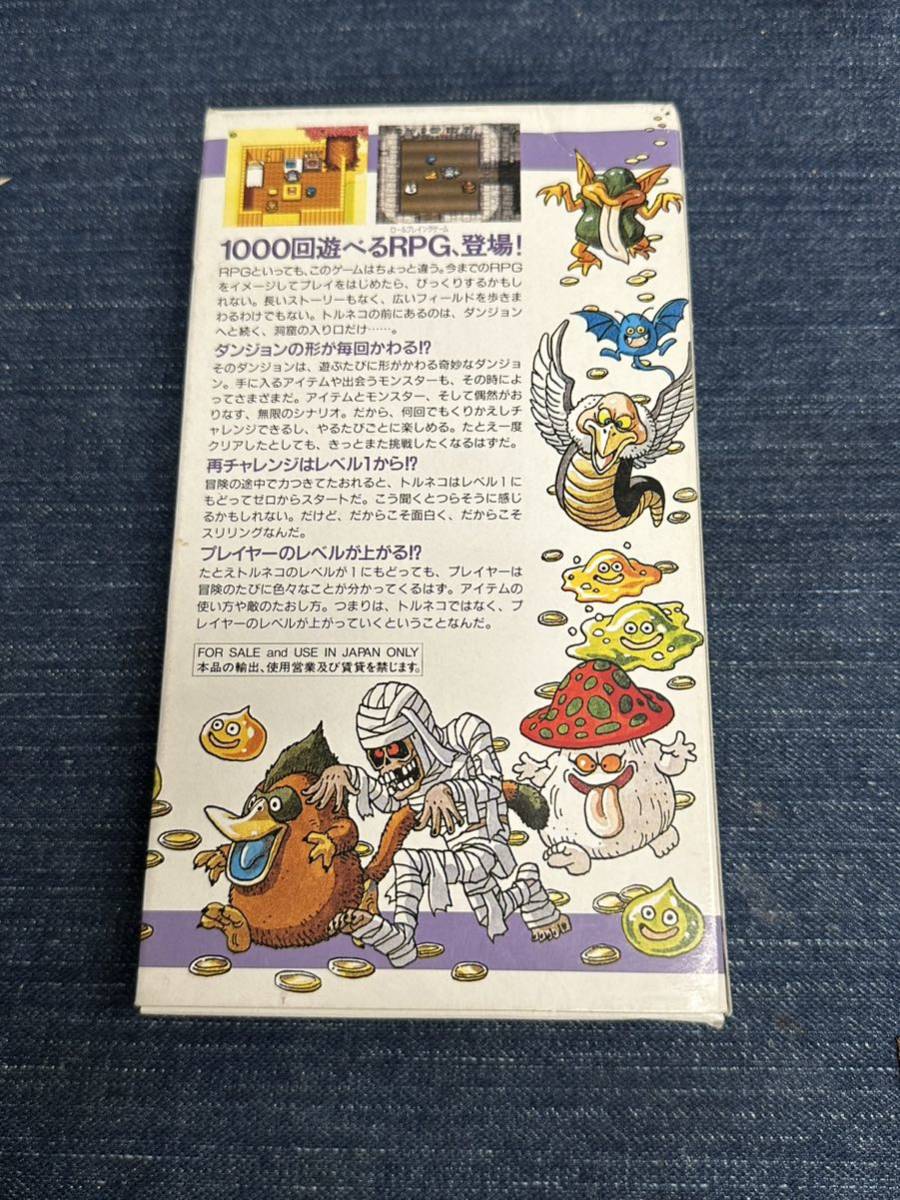 ロールプレイングゲーム
1000回遊べるRPG、登場!
RPGといっても、このゲームはちょっと違う。今までのRPG
をイメージしてプレイをはじめたら、びっくりするかもし
れない。長いストーリーもなく、広いフィールドを歩きま
わるわけでもない。トルネコの前にあるのは、ダンジョン
へと続く、洞窟の入り口だけ……。
ダンジョンの形が毎回かわる!?
そのダンジョンは、遊ぶたびに形がかわる奇妙なダンジョ
ン。手に入るアイテムや出会うモンスターも、その時によ
ってさまざまだ。アイテムとモンスター、そして偶然がお
りなす、無限のシナリオ。だから、何回でもくりかえしチ
ャレンジできるし、やるたびごとに楽しめる。たとえ一度
クリアしたとしても、きっとまた挑戦したくなるはずだ。
再チャレンジはレベル1から!?
冒険の途中で力つきてたおれると、トルネコはレベル1に
もどってゼロからスタートだ。こう聞くとつらそうに感じ
るかもしれない。だけど、だからこそ面白く、だからこそ
スリリングなんだ。
プレイヤーのレベルが上がる!?
たとえトルネコのレベルが1にもどっても、プレイヤーは
冒険のたびに色々なことが分かってくるはず。アイテムの
使い方や敵のたおし方。つまりは、トルネコではなく、プ
レイヤーのレベルが上がっていくということなんだ。
FOR SALE and USE IN JAPAN ONLY
本品の輸出、使用営業及び賃貸を禁じます。